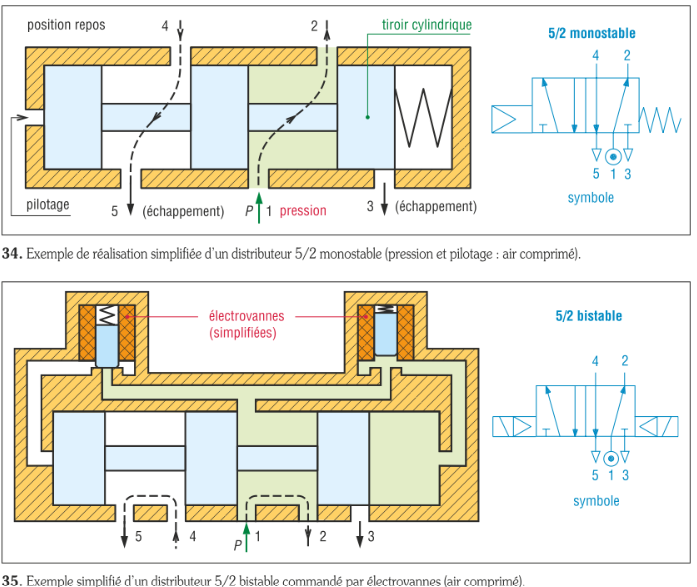 position repos
4
2
tiroir cylindrique
pilotage
5
(échappement)
P
1
pression
3
(échappement)
5/2 monostable
4
2
5
1
3
symbole
34. Exemple de réalisation simplifiée d'un distributeur 5/2 monostable (pression et pilotage : air comprimé).
électrovannes
(simplifiées)
5
4
P
1
2
3
5/2 bistable
4
2
5
1
3
symbole
35. Exemple simplifié d'un distributeur 5/2 bistable commandé par électrovannes (air comprimé).